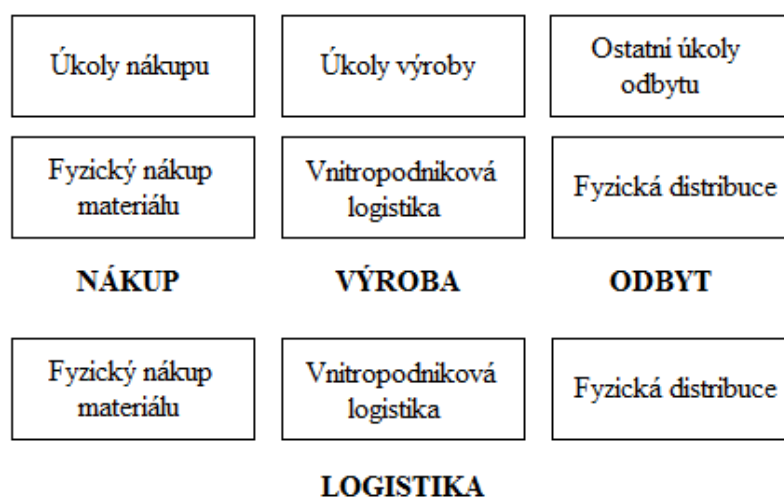 Úkoly nákupu
Úkoly výroby
Ostatní úkoly
odbytu
Fyzický nákup
materiálu
Vnitropodniková
logistika
Fyzická distribuce
NÁKUP
VÝROBA
ODBYT
Fyzický nákup
materiálu
Vnitropodniková
logistika
Fyzická distribuce
LOGISTIKA